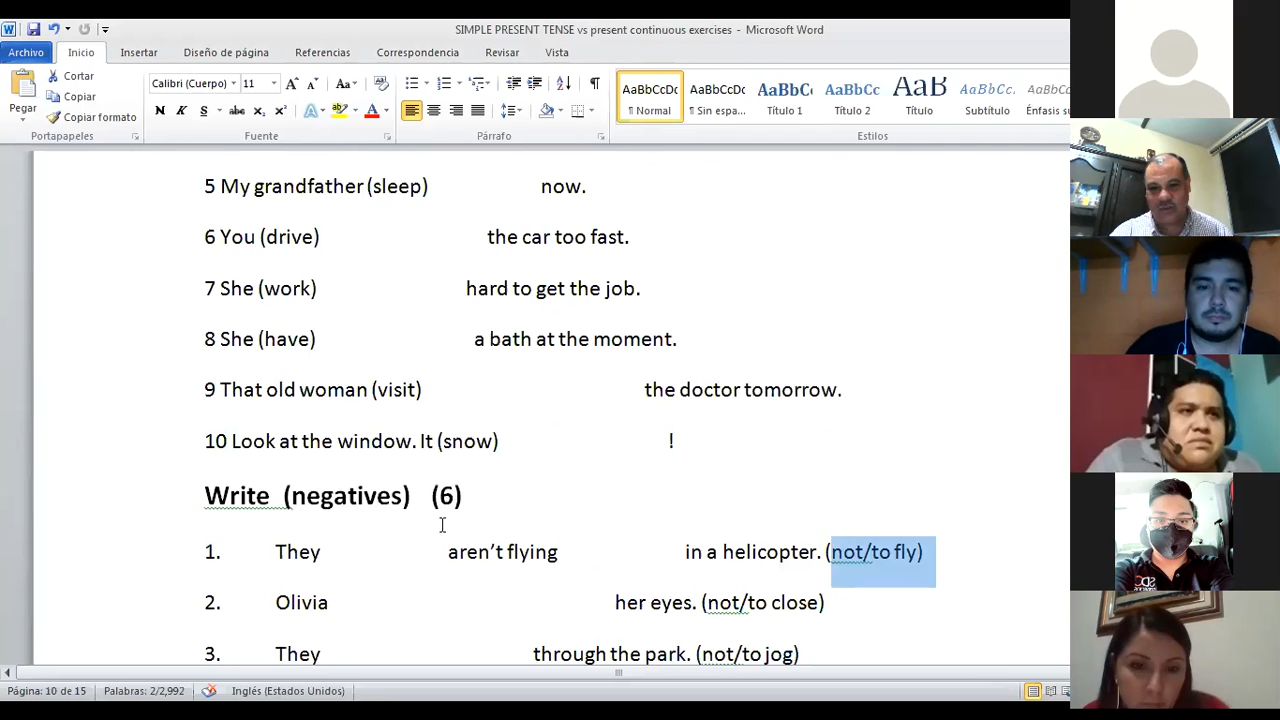 SIMPLE PRESENT TENSE vs present continuous exercises - Microsoft Word
Archivo Inicio Insertar Diseño de página Referencias Correspondencia Revisar Vista
Pegar
Cortar
Copiar
Copiar formato
Portapapeles
Calibri (Cuerpo) 11
N K S abc x₂ x²
Fuente
Párrafo
AaBbCcDc AaBbCcDc AaBbC AaBbCc AaB AaBbCc. AaBbCc
¶ Normal ¶ Sin espa... Título 1 Título 2 Título Subtítulo Énfasis su
Estilos
5 My grandfather (sleep) now.
6 You (drive) the car too fast.
7 She (work) hard to get the job.
8 She (have) a bath at the moment.
9 That old woman (visit) the doctor tomorrow.
10 Look at the window. It (snow) !
Write (negatives) (6)
1. They aren’t flying in a helicopter. (not/to fly)
2. Olivia her eyes. (not/to close)
3. They through the park. (not/to jog)
Página: 10 de 15 Palabras: 2/2,992 Inglés (Estados Unidos)
SDC